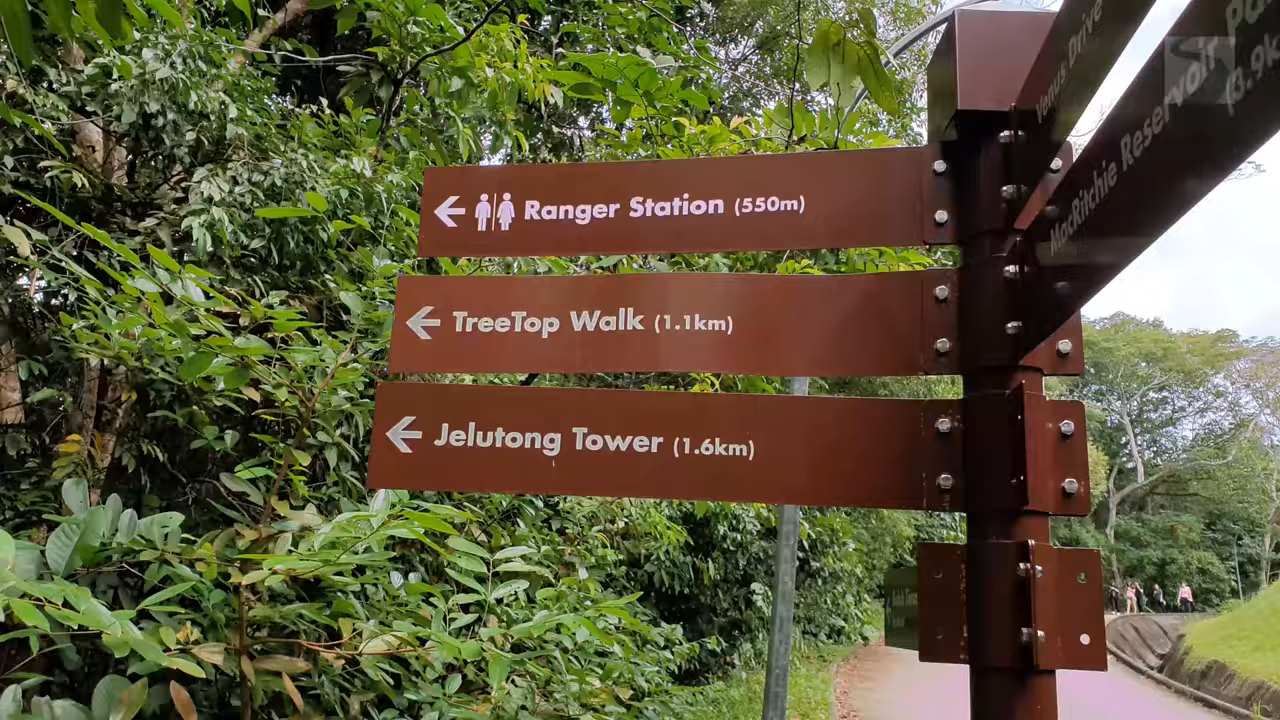 Ranger Station (550m)
TreeTop Walk (1.1km)
Jelutong Tower (1.6km)
Venus Drive
MacRitchie Reservoir